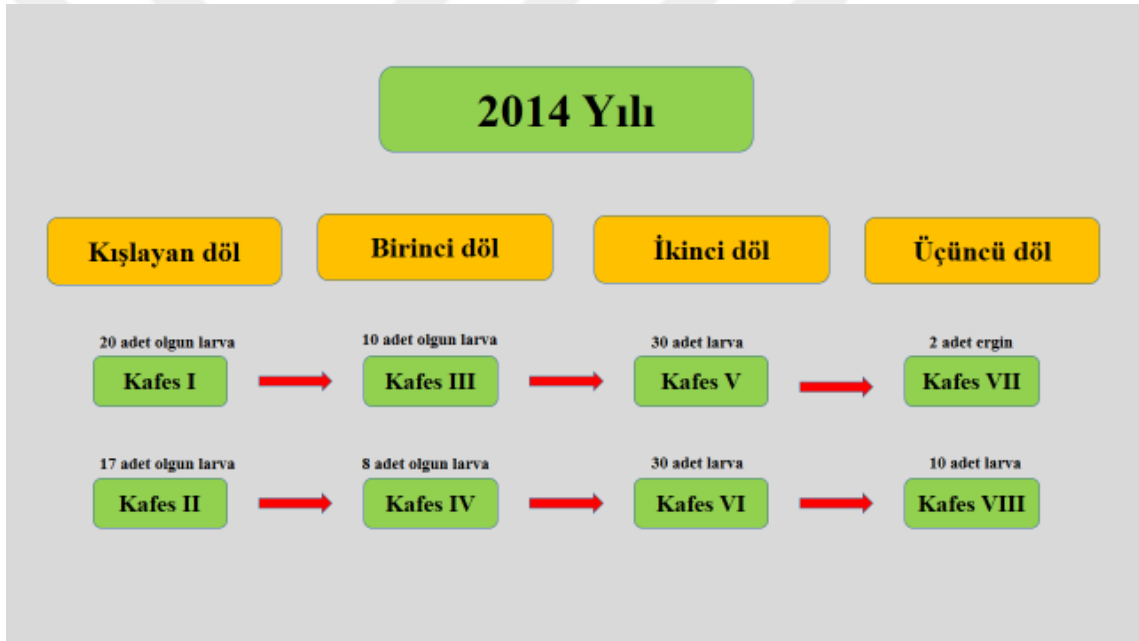 2014 Yılı
Kışlayan döl
Birinci döl
İkinci döl
Üçüncü döl
20 adet olgun larva
10 adet olgun larva
30 adet larva
2 adet ergin
Kafes I
Kafes III
Kafes V
Kafes VII
17 adet olgun larva
8 adet olgun larva
30 adet larva
10 adet larva
Kafes II
Kafes IV
Kafes VI
Kafes VIII